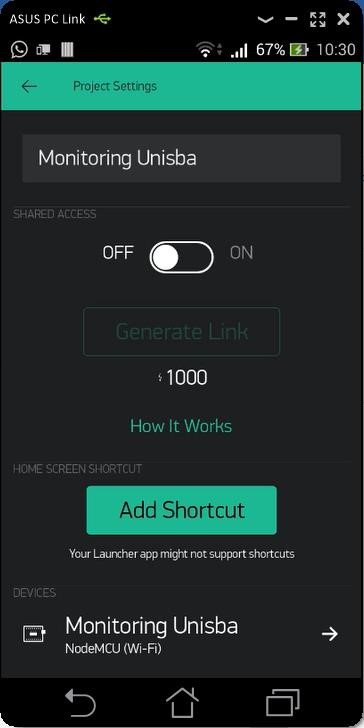 ASUS PC Link
67% 10:30
Project Settings
Monitoring Unisba
SHARED ACCESS
OFF ON
Generate Link
1000
How It Works
HOME SCREEN SHORTCUT
Add Shortcut
Your Launcher app might not support shortcuts
DEVICES
Monitoring Unisba
NodeMCU (Wi-Fi)